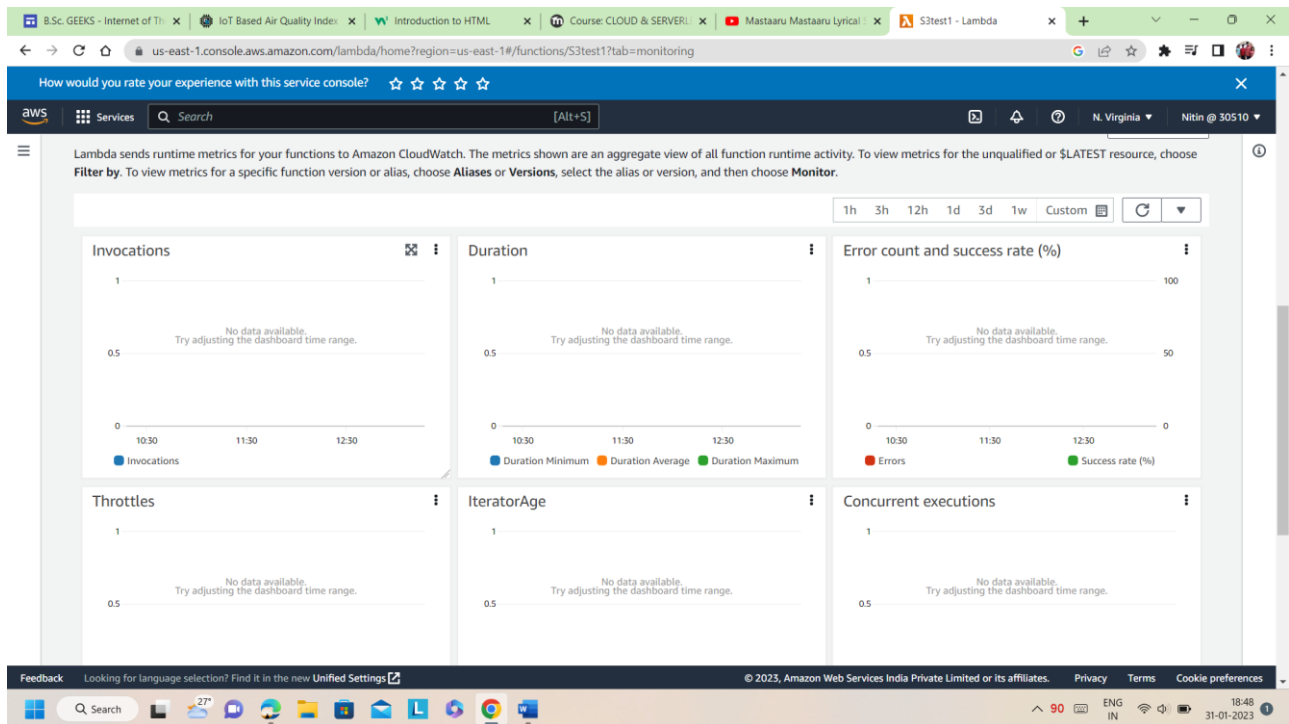 B.Sc. GEEKS - Internet of Th
IoT Based Air Quality Index
Introduction to HTML
Course: CLOUD & SERVERL
Mastaaru Mastaaru Lyrical S
S3test1 - Lambda
us-east-1.console.aws.amazon.com/lambda/home?region=us-east-1#/functions/S3test1?tab=monitoring
How would you rate your experience with this service console?
aws Services Search [Alt+S] N. Virginia Nitin @ 30510
Lambda sends runtime metrics for your functions to Amazon CloudWatch. The metrics shown are an aggregate view of all function runtime activity. To view metrics for the unqualified or $LATEST resource, choose
Filter by. To view metrics for a specific function version or alias, choose Aliases or Versions, select the alias or version, and then choose Monitor.
1h 3h 12h 1d 3d 1w Custom
Invocations
1
No data available.
Try adjusting the dashboard time range.
0.5
0
10:30 11:30 12:30
Invocations
Duration
1
No data available.
Try adjusting the dashboard time range.
0.5
0
10:30 11:30 12:30
Duration Minimum Duration Average Duration Maximum
Error count and success rate (%)
1 100
No data available.
Try adjusting the dashboard time range.
0.5 50
0 0
10:30 11:30 12:30
Errors Success rate (%)
Throttles
1
No data available.
Try adjusting the dashboard time range.
0.5
IteratorAge
1
No data available.
Try adjusting the dashboard time range.
0.5
Concurrent executions
1
No data available.
Try adjusting the dashboard time range.
0.5
Feedback Looking for language selection? Find it in the new Unified Settings © 2023, Amazon Web Services India Private Limited or its affiliates. Privacy Terms Cookie preferences
Search 27° L W 90 ENG 18:48
IN 31-01-2023 1